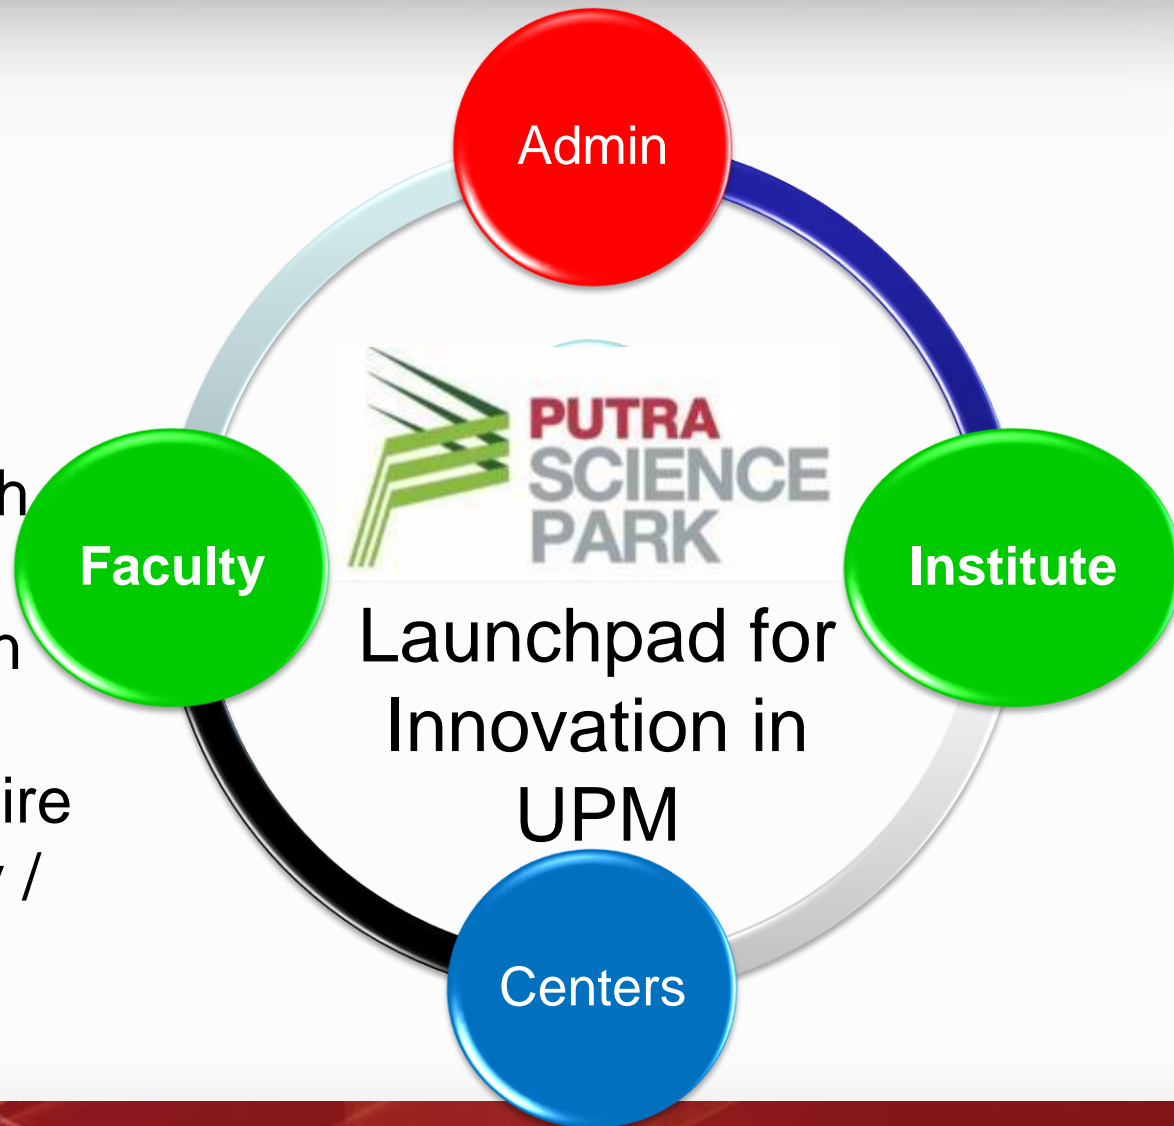 Admin
PUTRA
SCIENCE
PARK
Faculty
Institute
Launchpad for
Innovation in
UPM
Centers